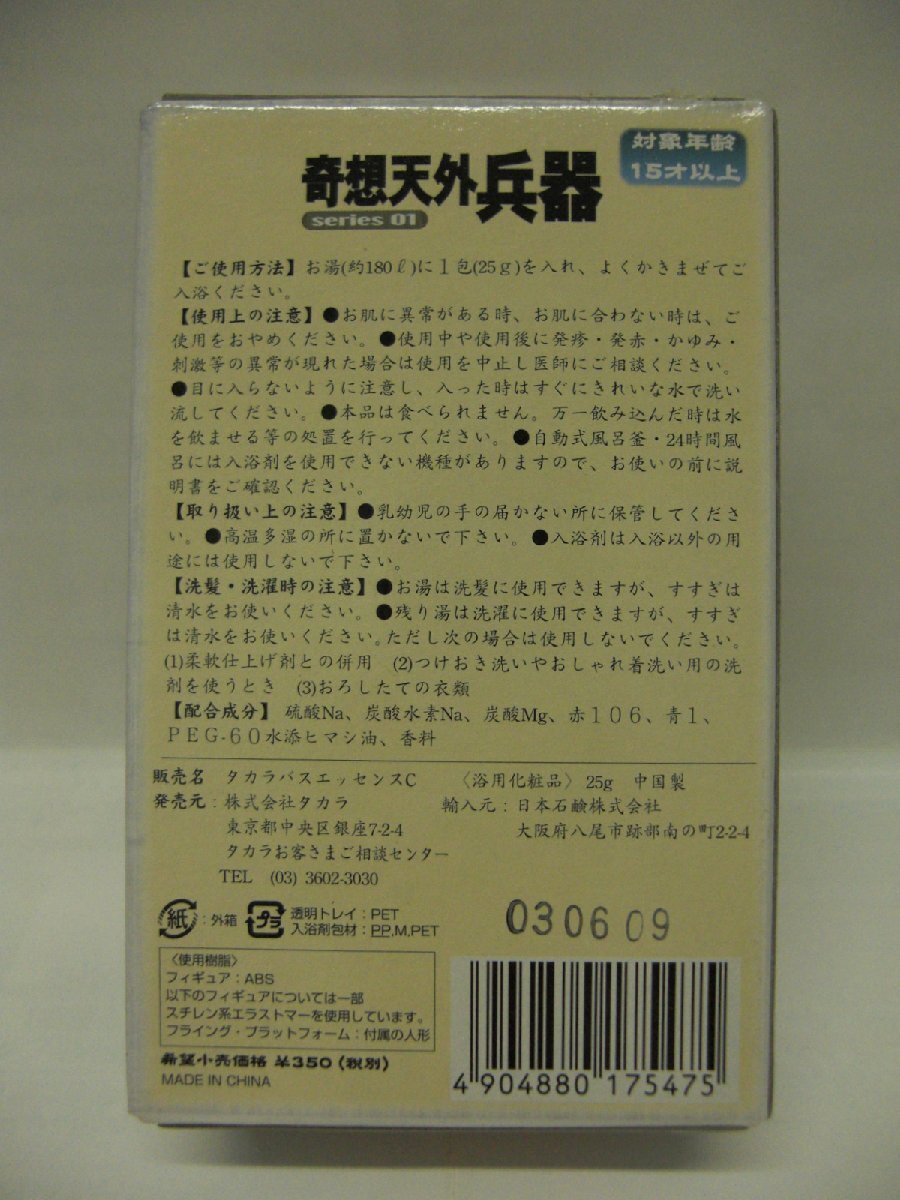 対象年齢
15才以上
奇想天外兵器
series 01
【ご使用方法】お湯(約180ℓ)に1包(25g)を入れ、よくかきまぜてご
入浴ください。
【使用上の注意】●お肌に異常がある時、お肌に合わない時は、ご
使用をおやめください。●使用中や使用後に発疹・発赤・かゆみ・
刺激等の異常が現れた場合は使用を中止し医師にご相談ください。
●目に入らないように注意し、入った時はすぐにきれいな水で洗い
流してください。●本品は食べられません。万一飲み込んだ時は水
を飲ませる等の処置を行ってください。●自動式風呂釜・24時間風
呂には入浴剤を使用できない機種がありますので、お使いの前に説
明書をご確認ください。
【取り扱い上の注意】●乳幼児の手の届かない所に保管してくださ
い。●高温多湿の所に置かないで下さい。●入浴剤は入浴以外の用
途には使用しないで下さい。
【洗髪・洗濯時の注意】●お湯は洗髪に使用できますが、すすぎは
清水をお使いください。●残り湯は洗濯に使用できますが、すすぎ
は清水をお使いください。ただし次の場合は使用しないでください。
(1)柔軟仕上げ剤との併用 (2)つけおき洗いやおしゃれ着洗い用の洗
剤を使うとき (3)おろしたての衣類
【配合成分】硫酸Na、炭酸水素Na、炭酸Mg、赤106、青1、
PEG-60水添ヒマシ油、香料
販売名 タカラバスエッセンスC 〈浴用化粧品〉25g 中国製
発売元：株式会社タカラ 輸入元：日本石鹸株式会社
東京都中央区銀座7-2-4 大阪府八尾市跡部南の町2-2-4
タカラお客さまご相談センター
TEL (03) 3602-3030
紙：外箱 プラ 透明トレイ：PET
入浴剤包材：PP,M,PET
030609
〈使用樹脂〉
フィギュア：ABS
以下のフィギュアについては一部
スチレン系エラストマーを使用しています。
フライング・プラットフォーム：付属の人形
希望小売価格 ¥350（税別）
MADE IN CHINA
4 904880 175475